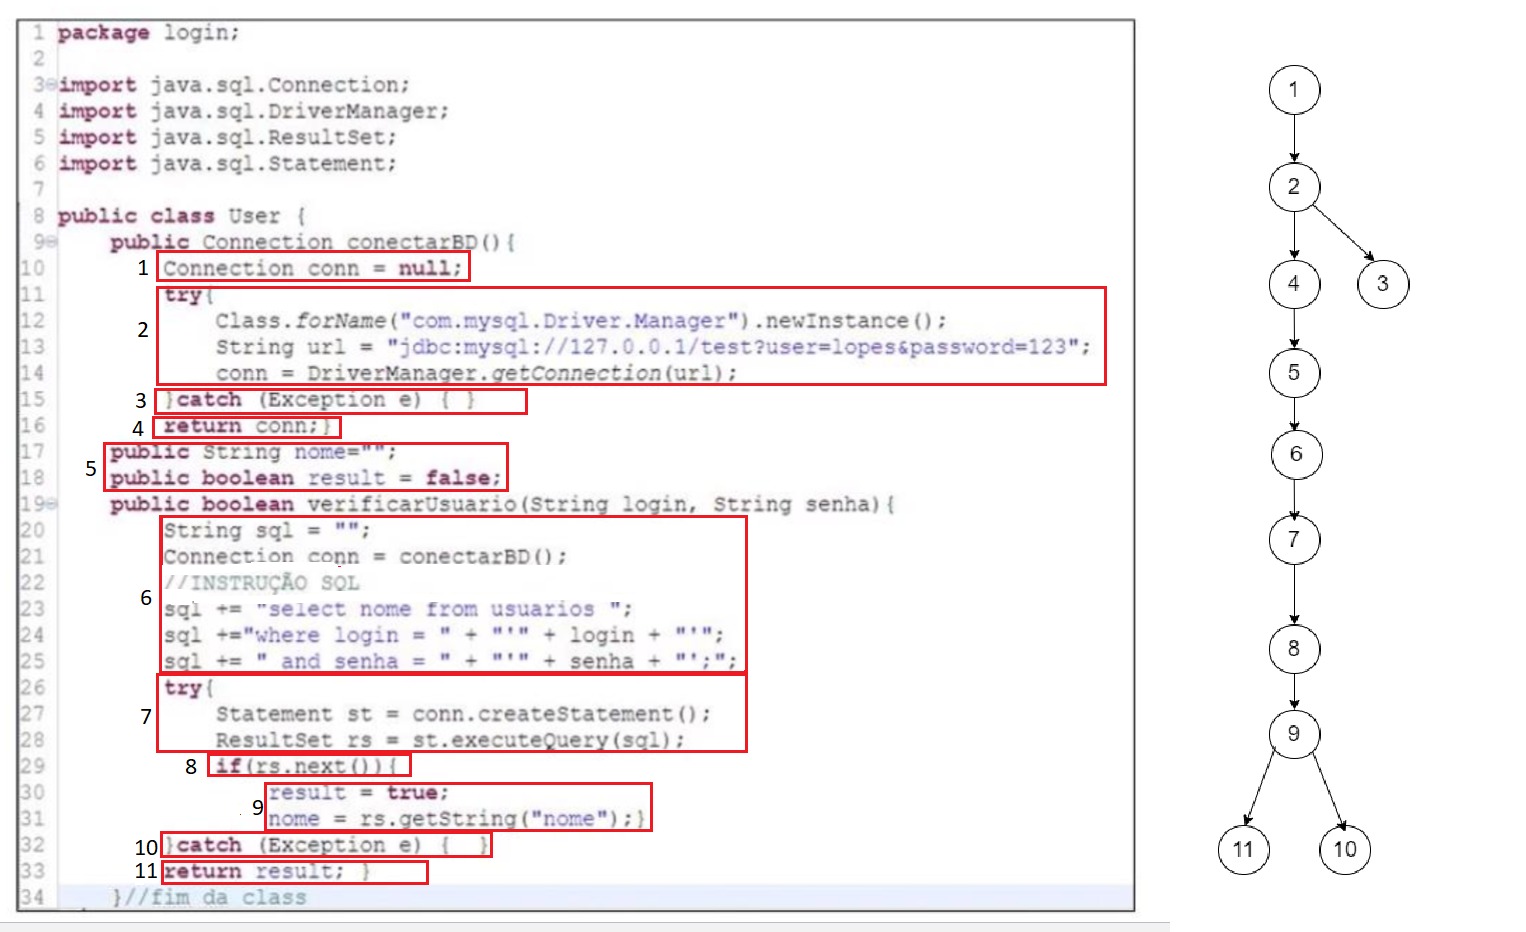 1 package login;
2
3 import java.sql.Connection;
4 import java.sql.DriverManager;
5 import java.sql.ResultSet;
6 import java.sql.Statement;
7
8 public class User {
9 public Connection conectarBD(){
10 1 Connection conn = null;
11 try{
12 Class.forName("com.mysql.Driver.Manager").newInstance();
2
13 String url = "jdbc:mysql://127.0.0.1/test?user=lopes&password=123";
14 conn = DriverManager.getConnection(url);
15 3 }catch (Exception e) { }
16 4 return conn;}
17 public String nome="";
5
18 public boolean result = false;
19 public boolean verificarUsuario(String login, String senha){
20 String sql = "";
21 Connection conn = conectarBD();
22 //INSTRUÇÃO SQL
6
23 sql += "select nome from usuarios ";
24 sql +="where login = " + "'" + login + "'";
25 sql += " and senha = " + "'" + senha + "';";
26 try{
27 7 Statement st = conn.createStatement();
28 ResultSet rs = st.executeQuery(sql);
29 8 if(rs.next()){
30 result = true;
9
31 nome = rs.getString("nome");}
32 10 }catch (Exception e) { }
33 11 return result; }
34 }//fim da class
1
2
4 3
5
6
7
8
9
11 10